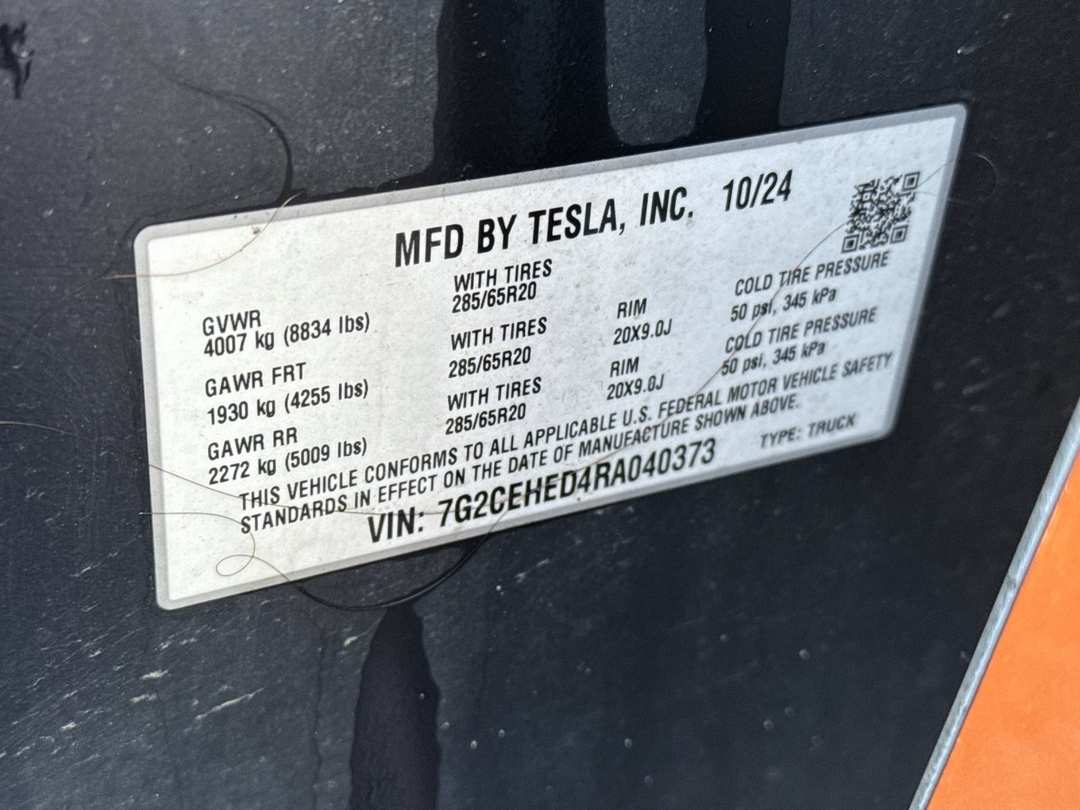 MFD BY TESLA, INC. 10/24
GVWR
4007 kg (8834 lbs)
WITH TIRES
285/65R20
GAWR FRT
1930 kg (4255 lbs)
WITH TIRES
285/65R20
RIM
20X9.0J
COLD TIRE PRESSURE
50 psi, 345 kPa
GAWR RR
2272 kg (5009 lbs)
WITH TIRES
285/65R20
RIM
20X9.0J
COLD TIRE PRESSURE
50 psi, 345 kPa
THIS VEHICLE CONFORMS TO ALL APPLICABLE U.S. FEDERAL MOTOR VEHICLE SAFETY
STANDARDS IN EFFECT ON THE DATE OF MANUFACTURE SHOWN ABOVE.
VIN: 7G2CEHED4RA040373 TYPE: TRUCK